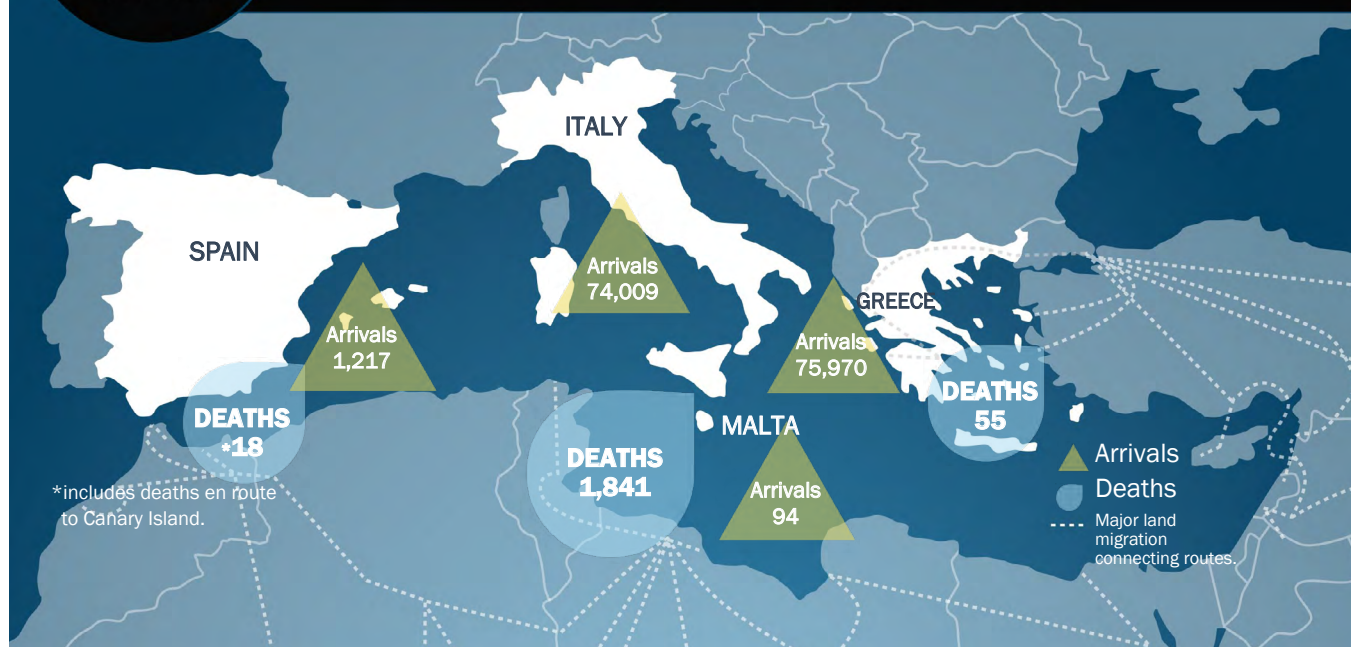 ITALY
SPAIN
Arrivals
74,009
GREECE
Arrivals
1,217
Arrivals
75,970
DEATHS
*18
DEATHS
55
MALTA
DEATHS
1,841
Arrivals
94
*includes deaths en route
to Canary Island.
Arrivals
Deaths
Major land
migration
connecting routes.